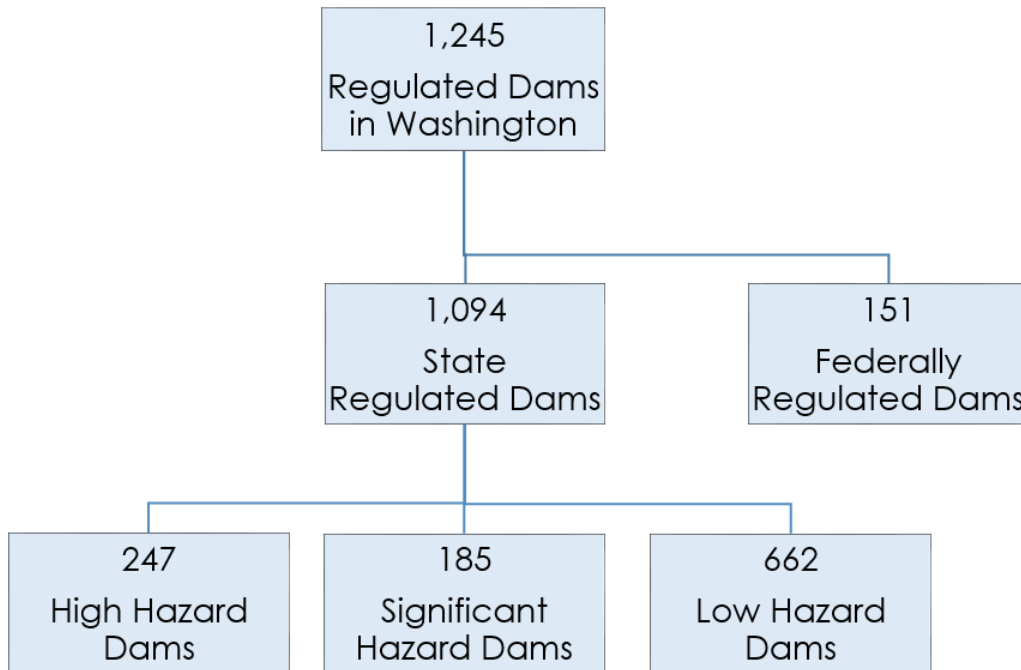 1,245
Regulated Dams
in Washington
1,094
State
Regulated Dams
151
Federally
Regulated Dams
247
High Hazard
Dams
185
Significant
Hazard Dams
662
Low Hazard
Dams